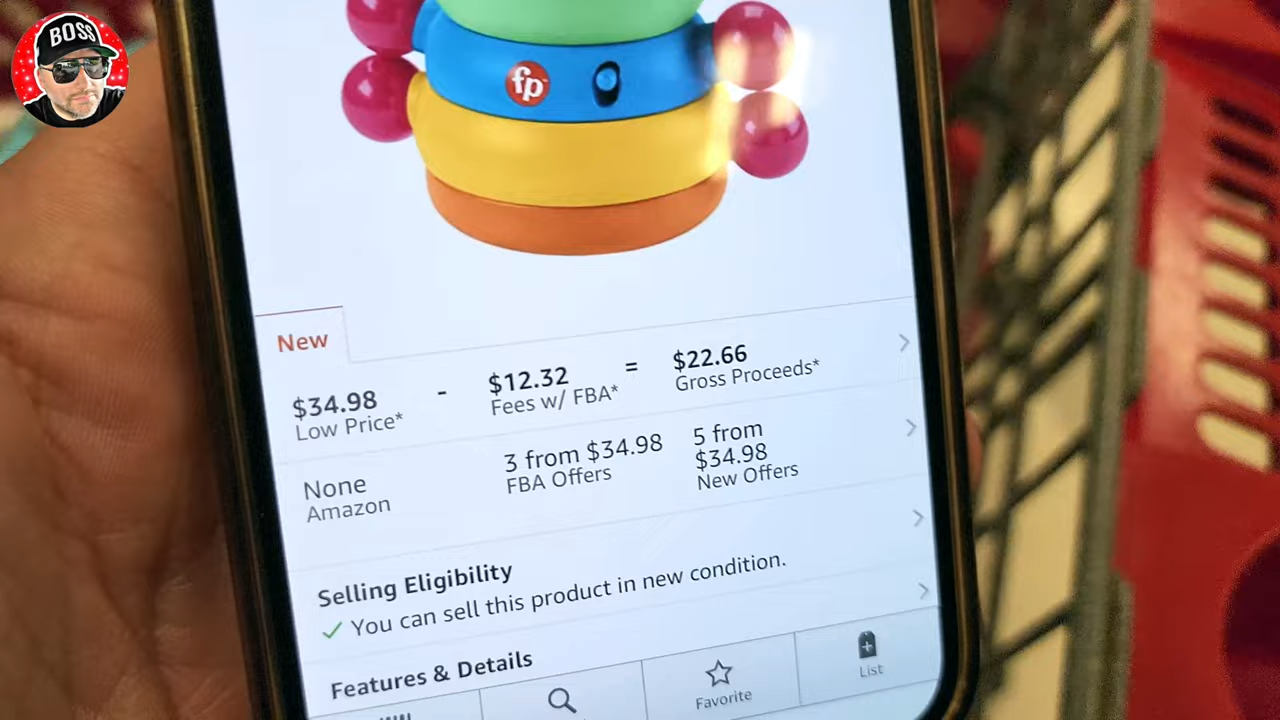 BOSS
fp
New
$34.98 - $12.32 = $22.66
Low Price* Fees w/ FBA* Gross Proceeds*
None 3 from $34.98 5 from
$34.98
Amazon FBA Offers New Offers
Selling Eligibility
✓ You can sell this product in new condition.
Features & Details
Favorite
List